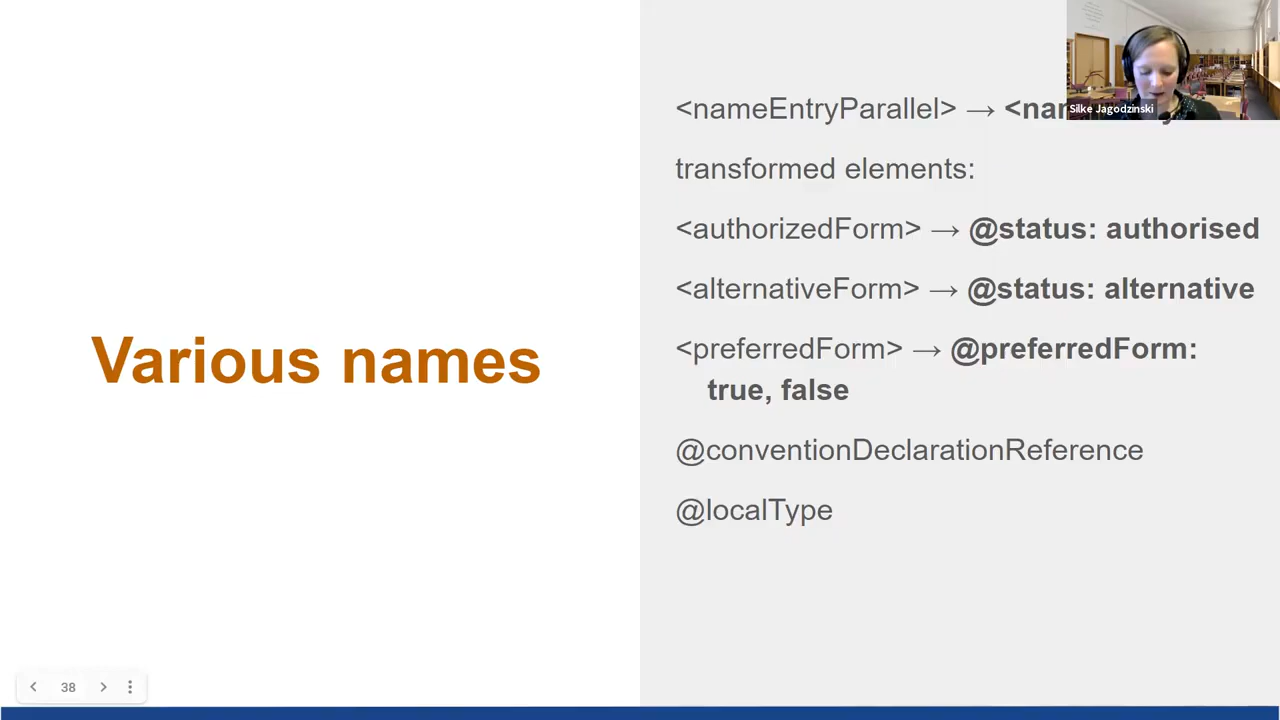 Various names
<nameEntryParallel> →
transformed elements:
<authorizedForm> → @status: authorised
<alternativeForm> → @status: alternative
<preferredForm> → @preferredForm:
true, false
@conventionDeclarationReference
@localType
Silke Jagodzinski
38